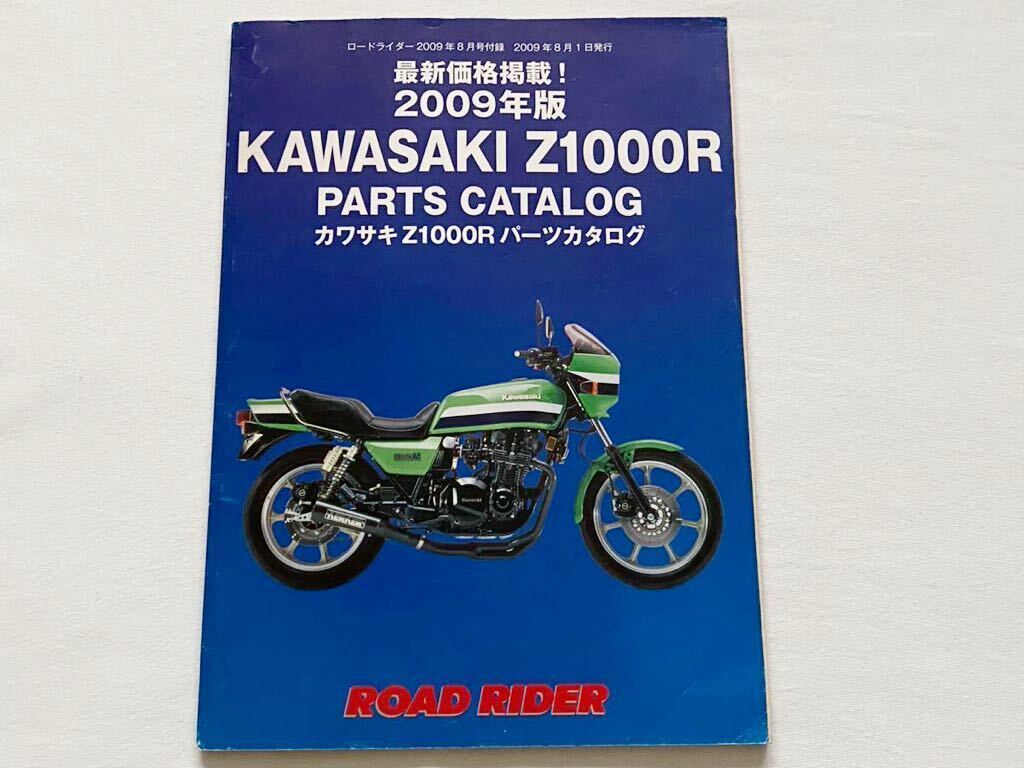 ロードライダー2009年8月号付録 2009年8月1日発行
最新価格掲載!
2009年版
KAWASAKI Z1000R
PARTS CATALOG
カワサキZ1000Rパーツカタログ
Kawasaki
ROAD RIDER